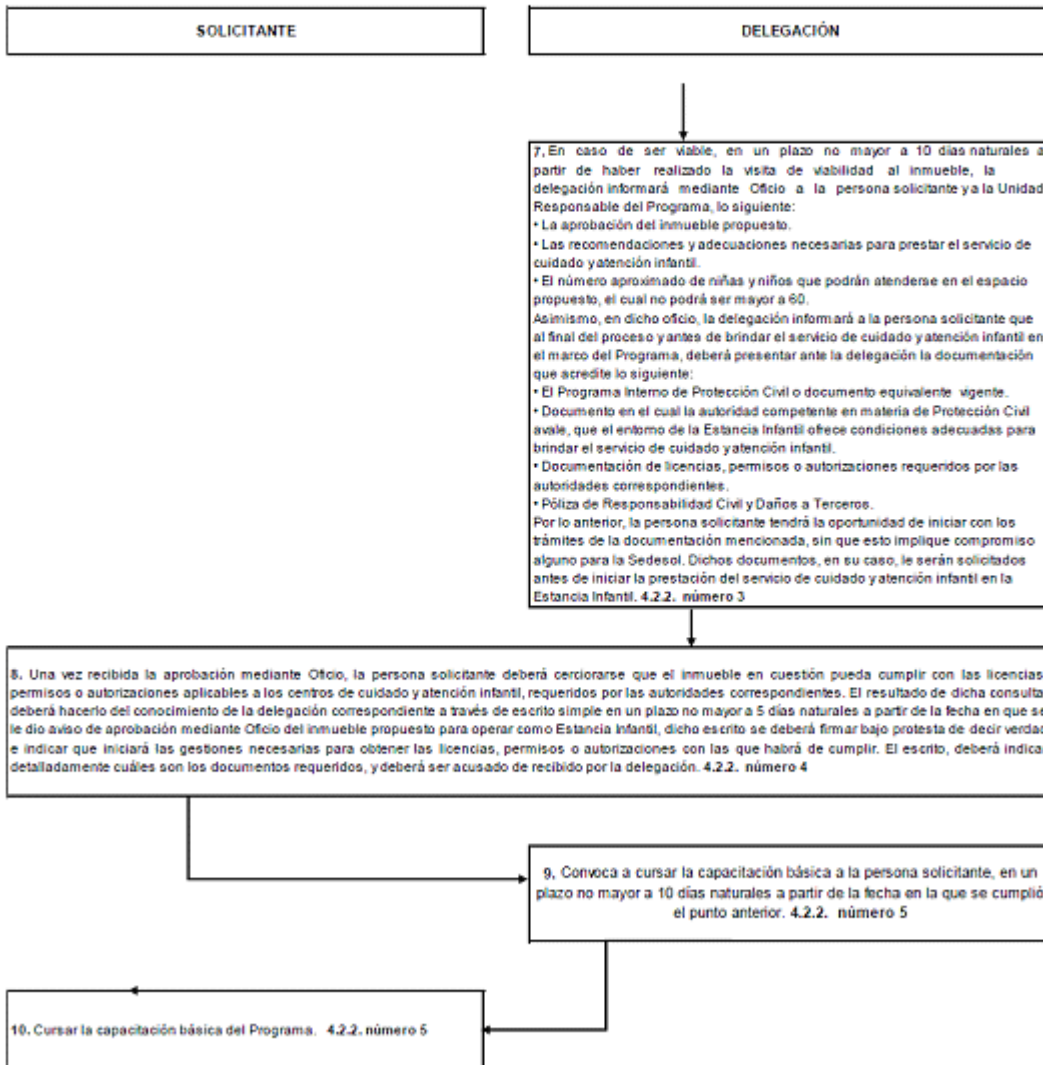 SOLICITANTE
DELEGACIÓN
7. En caso de ser viable, en un plazo no mayor a 10 días naturales a
partir de haber realizado la visita de viabilidad al inmueble, la
delegación informará mediante Oficio a la persona solicitante y a la Unidad
Responsable del Programa, lo siguiente:
• La aprobación del inmueble propuesto.
• Las recomendaciones y adecuaciones necesarias para prestar el servicio de
cuidado y atención infantil.
• El número aproximado de niñas y niños que podrán atenderse en el espacio
propuesto, el cual no podrá ser mayor a 60.
Asimismo, en dicho oficio, la delegación informará a la persona solicitante que
al final del proceso y antes de brindar el servicio de cuidado y atención infantil en
el marco del Programa, deberá presentar ante la delegación la documentación
que acredite lo siguiente:
• El Programa Interno de Protección Civil o documento equivalente vigente.
• Documento en el cual la autoridad competente en materia de Protección Civil
avale, que el entorno de la Estancia Infantil ofrece condiciones adecuadas para
brindar el servicio de cuidado y atención infantil.
• Documentación de licencias, permisos o autorizaciones requeridos por las
autoridades correspondientes.
• Póliza de Responsabilidad Civil y Daños a Terceros.
Por lo anterior, la persona solicitante tendrá la oportunidad de iniciar con los
trámites de la documentación mencionada, sin que esto implique compromiso
alguno para la Sedesol. Dichos documentos, en su caso, le serán solicitados
antes de iniciar la prestación del servicio de cuidado y atención infantil en la
Estancia Infantil. 4.2.2. número 3
8. Una vez recibida la aprobación mediante Oficio, la persona solicitante deberá cerciorarse que el inmueble en cuestión pueda cumplir con las licencias
permisos o autorizaciones aplicables a los centros de cuidado y atención infantil, requeridos por las autoridades correspondientes. El resultado de dicha consulta
deberá hacerlo del conocimiento de la delegación correspondiente a través de escrito simple en un plazo no mayor a 5 días naturales a partir de la fecha en que se
le dio aviso de aprobación mediante Oficio del inmueble propuesto para operar como Estancia Infantil, dicho escrito se deberá firmar bajo protesta de decir verdad
e indicar que iniciará las gestiones necesarias para obtener las licencias, permisos o autorizaciones con las que habrá de cumplir. El escrito, deberá indica
detalladamente cuáles son los documentos requeridos, y deberá ser acusado de recibido por la delegación. 4.2.2. número 4
9. Convoca a cursar la capacitación básica a la persona solicitante, en un
plazo no mayor a 10 días naturales a partir de la fecha en la que se cumplió
el punto anterior. 4.2.2. número 5
10. Cursar la capacitación básica del Programa. 4.2.2. número 5